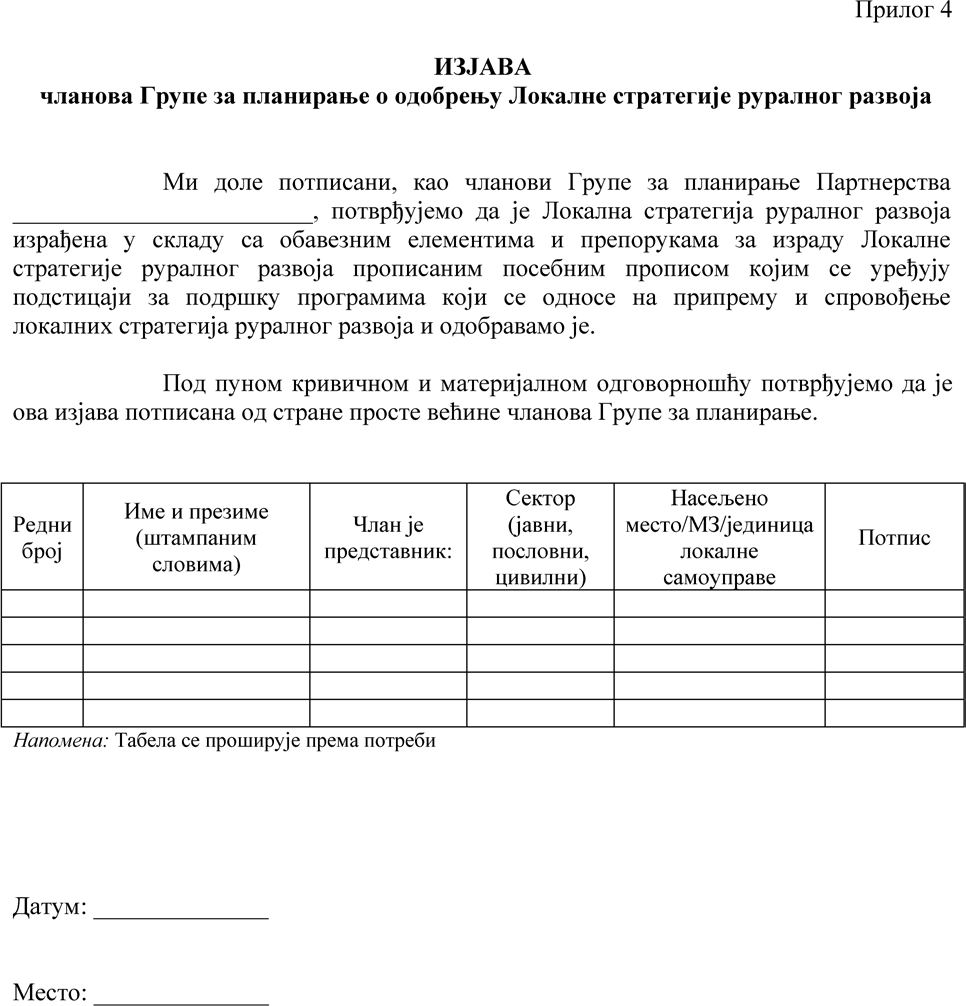 Прилог 4
ИЗЈАВА
чланова Групе за планирање о одобрењу Локалне стратегије руралног развоја
Ми доле потписани, као чланови Групе за планирање Партнерства
________________________, потврђујемо да је Локална стратегија руралног развоја
израђена у складу са обавезним елементима и препорукама за израду Локалне
стратегије руралног развоја прописаним посебним прописом којим се уређују
подстицаји за подршку програмима који се односе на припрему и спровођење
локалних стратегија руралног развоја и одобравамо је.
Под пуном кривичном и материјалном одговорношћу потврђујемо да је
ова изјава потписана од стране просте већине чланова Групе за планирање.
Редни
број
Име и презиме
(штампаним
словима)
Члан је
представник:
Сектор
(јавни,
пословни,
цивилни)
Насељено
место/МЗ/јединица
локалне
самоуправе
Потпис
Напомена: Табела се проширује према потреби
Датум: ______________
Место: ______________